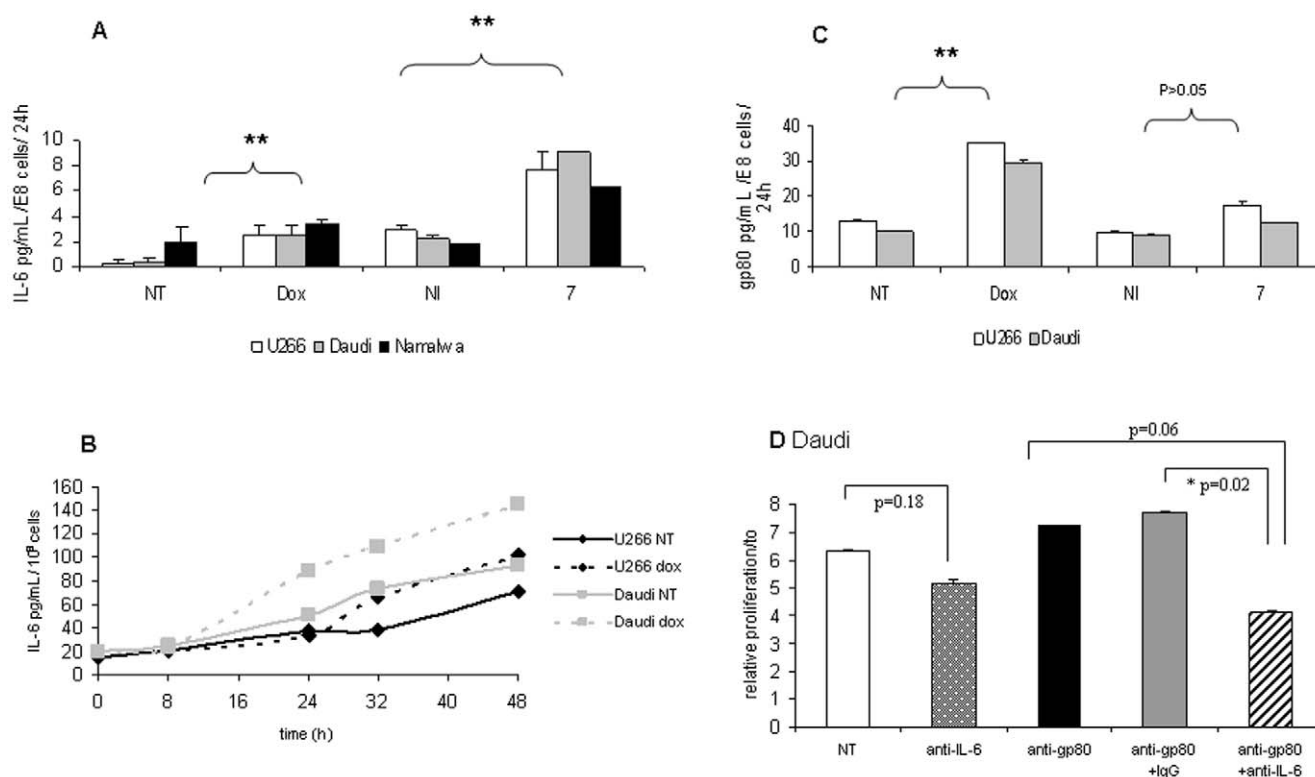 A
**
**
IL-6 pg/mL /E8 cells/ 24h
10
8
6
4
2
0
NT Dox NI 7
U266 Daudi Namalwa
C
**
P>0.05
gp80 pg/mL /E8 cells /
24h
40
30
20
10
0
NT Dox NI 7
U266 Daudi
B
IL-6 pg/mL/ 10⁸ cells
160
140
120
100
80
60
40
20
0
0 8 16 24 32 40 48
time (h)
U266 NT
U266 dox
Daudi NT
Daudi dox
D Daudi
p=0.06
* p=0.02
p=0.18
relative proliferation/to
8
7
6
5
4
3
2
1
0
NT anti-IL-6 anti-gp80 anti-gp80 anti-gp80
+IgG +anti-IL-6